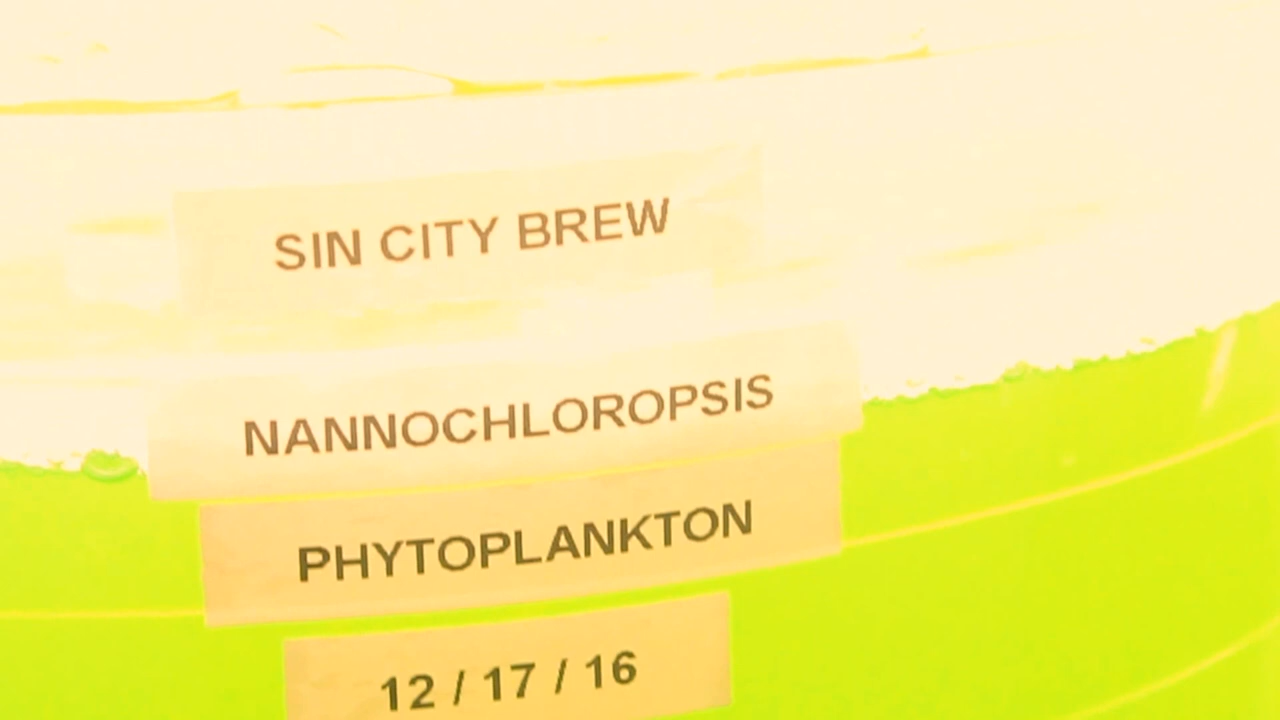 SIN CITY BREW
NANNOCHLOROPSIS
PHYTOPLANKTON
12 / 17 / 16